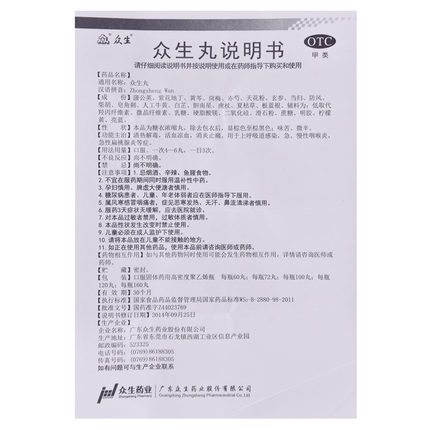 众生
众生丸说明书
OTC
甲类
请仔细阅读说明书并按说明使用或在药师指导下购买和使用
【药品名称】
通用名称：众生丸
汉语拼音：Zhongsheng Wan
【成 份】蒲公英、紫花地丁、黄芩、岗梅、赤芍、天花粉、玄参、当归、防风、
柴胡、皂角刺、人工牛黄、白芷、胆南星、虎杖、夏枯草、板蓝根。辅料为：低取代
羟丙纤维素、微晶纤维素、乳糖、硬脂酸镁、二氧化硅、滑石粉、蔗糖、明胶、柠檬
黄、亮蓝。
【性 状】本品为糖衣浓缩丸，除去包衣后，显棕色至棕黑色；味苦、微辛。
【功能主治】清热解毒，活血凉血，消炎止痛。用于上呼吸道感染，急、慢性咽喉炎，
急性扁桃腺炎等症。
【用法用量】口服。一次4—6丸，一日3次。
【不良反应】尚不明确。
【禁 忌】尚不明确。
【注意事项】1.忌烟酒、辛辣、鱼腥食物。
2.不宜在服药期间同时服用温补性中药。
3.孕妇慎用。脾虚大便溏者慎用。
4.糖尿病患者、儿童、年老体弱者应在医师指导下服用。
5.属风寒感冒咽痛者，症见恶寒发热、无汗、鼻流清涕者慎用。
6.服药3天症状无缓解，应去医院就诊。
7.对本品过敏者禁用，过敏体质者慎用。
8.本品性状发生改变时禁止使用。
9.儿童必须在成人监护下使用。
10.请将本品放在儿童不能接触的地方。
11.如正在使用其他药品，使用本品前请咨询医师或药师。
【药物相互作用】如与其他药物同时使用可能会发生药物相互作用，详情请咨询医师或
药师。
【贮 藏】密封。
【包 装】口服固体药用高密度聚乙烯瓶 每瓶60丸；每瓶72丸；每瓶100丸；每瓶
120丸；每瓶160丸
【有 效 期】30个月
【执行标准】国家食品药品监督管理局国家药品标准WS₃-B-2880-98-2011
【批准文号】国药准字Z44023769
【说明书修订日期】2014年09月25日
【生产企业】
企业名称：广东众生药业股份有限公司
生产地址：广东省东莞市石龙镇西湖工业区信息产业园
邮政编码：523325
电话号码：(0769)86188305
传真号码：(0769)86188305
如有问题可与生产企业联系
众生药业
广东众生药业股份有限公司
Guangdong Zhongsheng Pharmaceutical Co.,Ltd